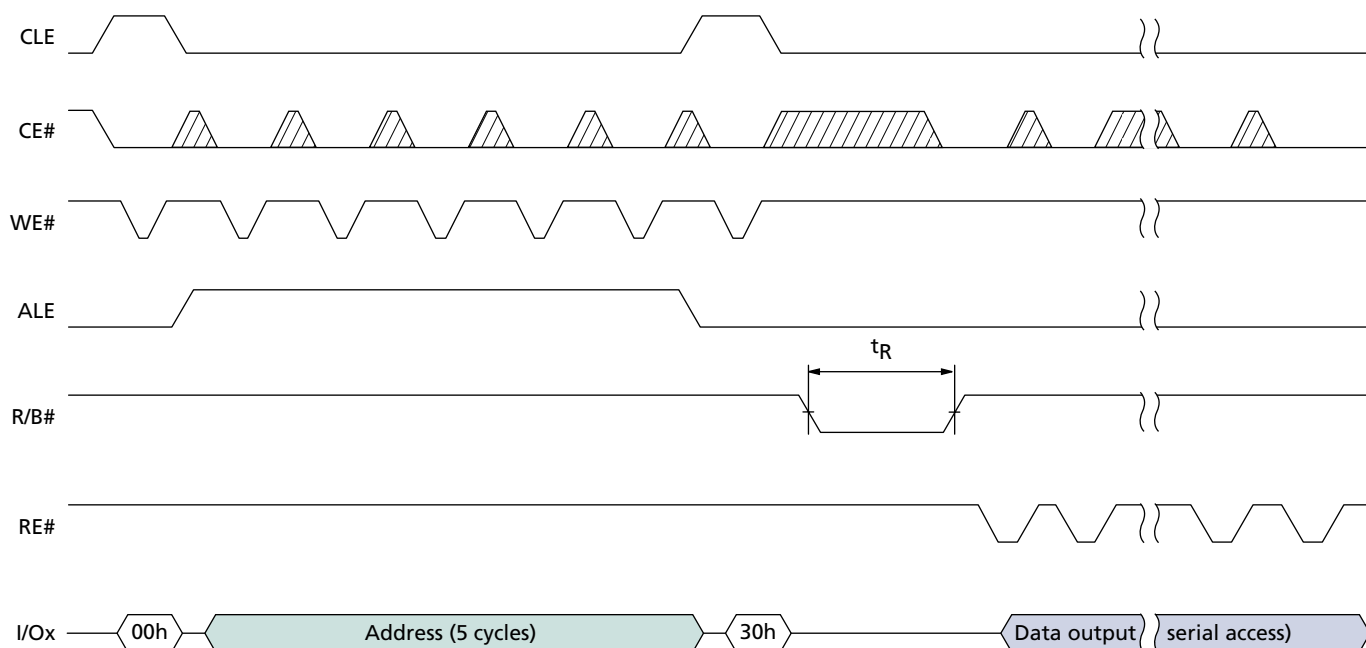 CLE
CE#
WE#
ALE
tR
R/B#
RE#
I/Ox
00h
Address (5 cycles)
30h
Data output
serial access)